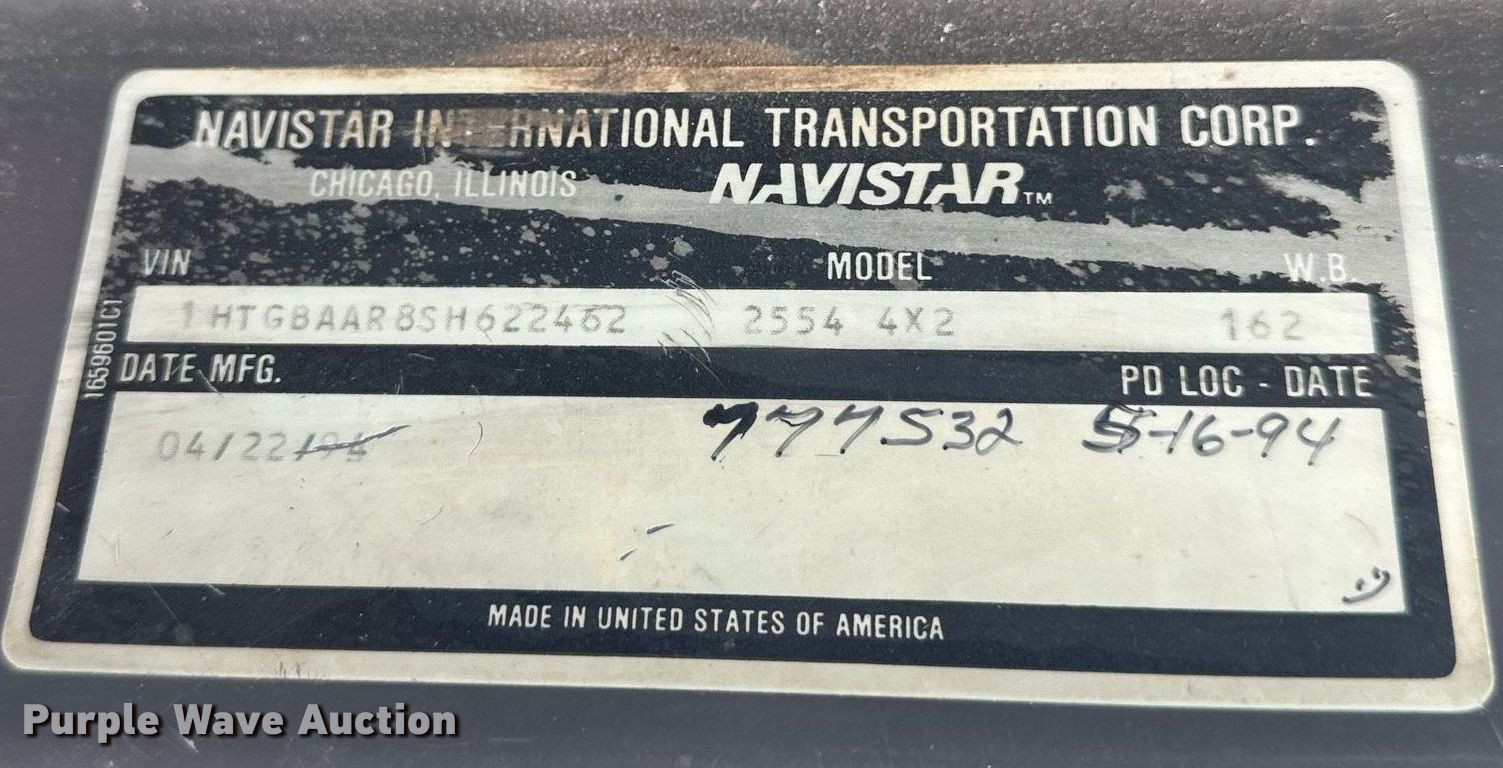 NAVISTAR INTERNATIONAL TRANSPORTATION CORP.
CHICAGO, ILLINOIS NAVISTAR™
VIN MODEL W.B.
1HTGBAAR8SH622462 2554 4X2 162
1659601C1
DATE MFG. PD LOC - DATE
04/22/94 777532 5-16-94
MADE IN UNITED STATES OF AMERICA
Purple Wave Auction